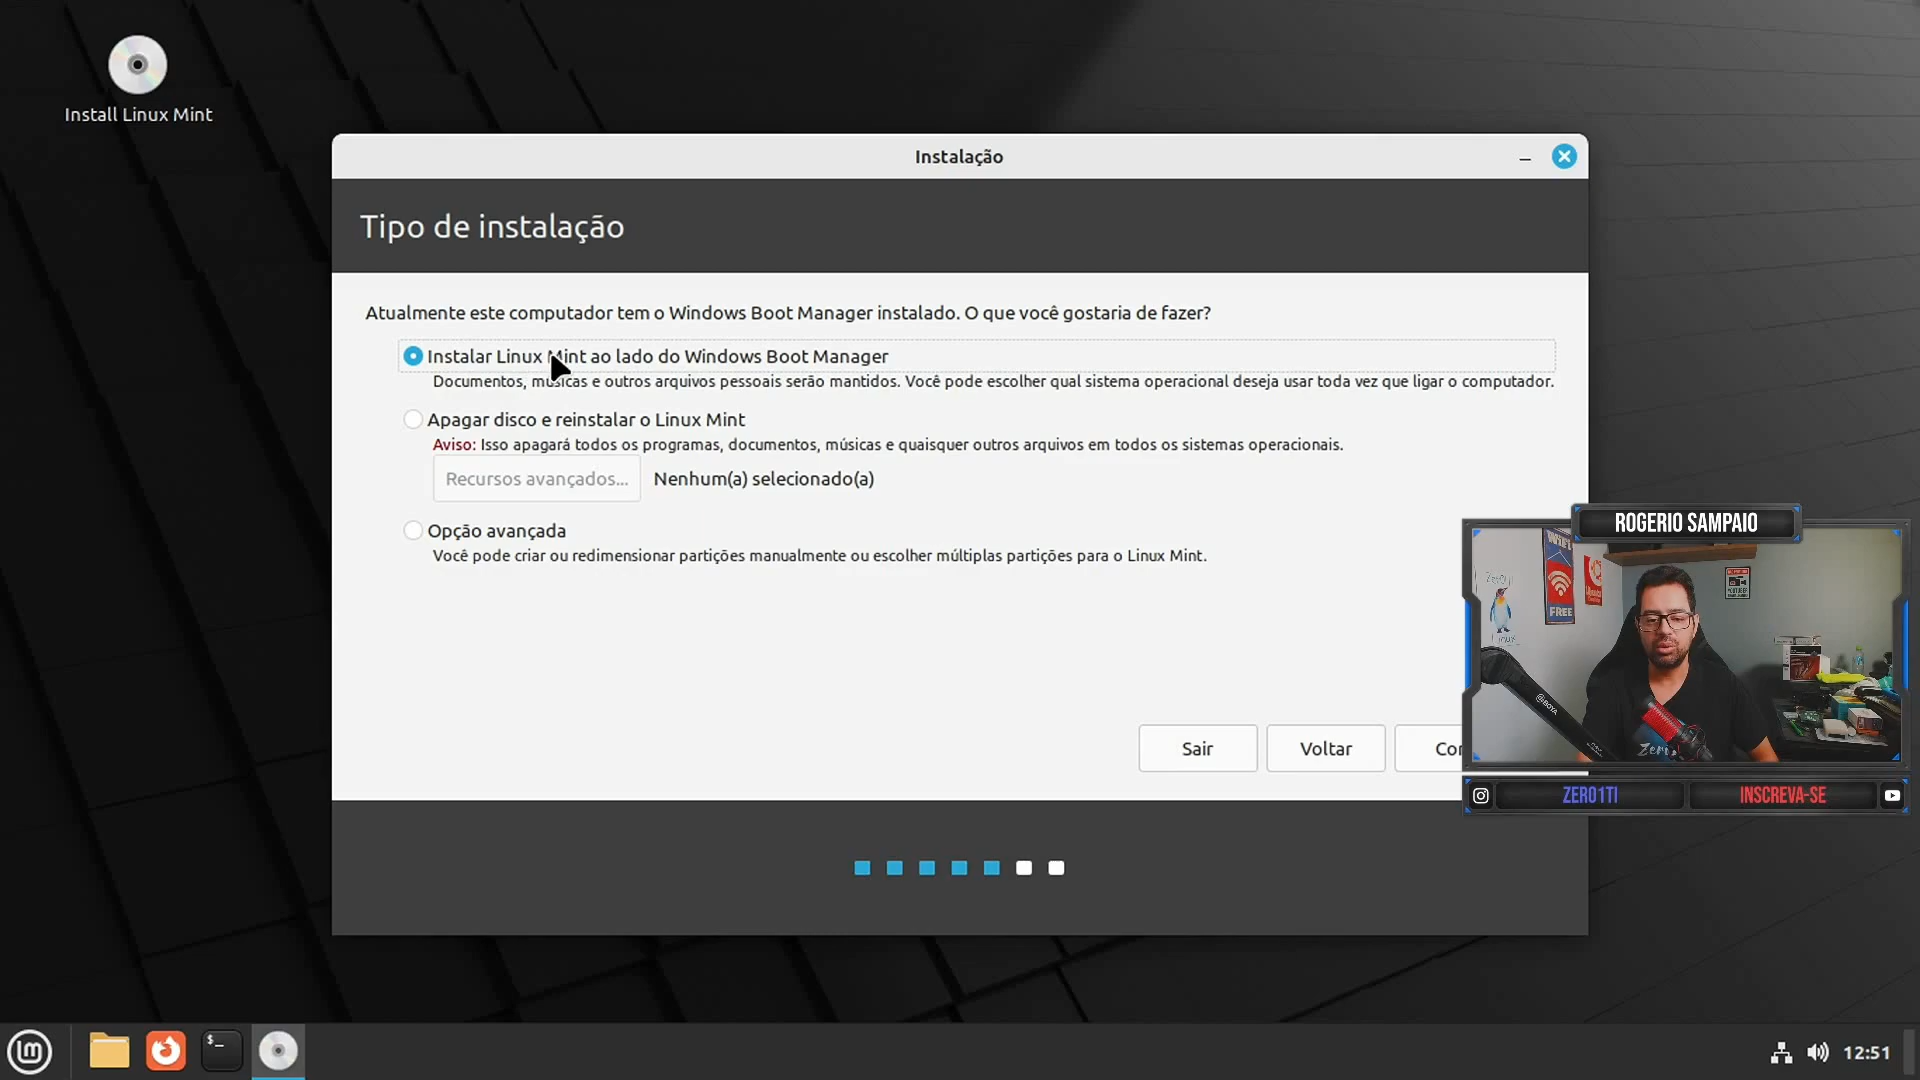 Install Linux Mint
Instalação
Tipo de instalação
Atualmente este computador tem o Windows Boot Manager instalado. O que você gostaria de fazer?
Instalar Linux Mint ao lado do Windows Boot Manager
Documentos, músicas e outros arquivos pessoais serão mantidos. Você pode escolher qual sistema operacional deseja usar toda vez que ligar o computador.
Apagar disco e reinstalar o Linux Mint
Aviso: Isso apagará todos os programas, documentos, músicas e quaisquer outros arquivos em todos os sistemas operacionais.
Recursos avançados... Nenhum(a) selecionado(a)
Opção avançada
Você pode criar ou redimensionar partições manualmente ou escolher múltiplas partições para o Linux Mint.
Sair Voltar Con
ROGERIO SAMPAIO
WIFI
FREE
Linux
BOYA
ZERO1TI INSCREVA-SE
$_
12:51